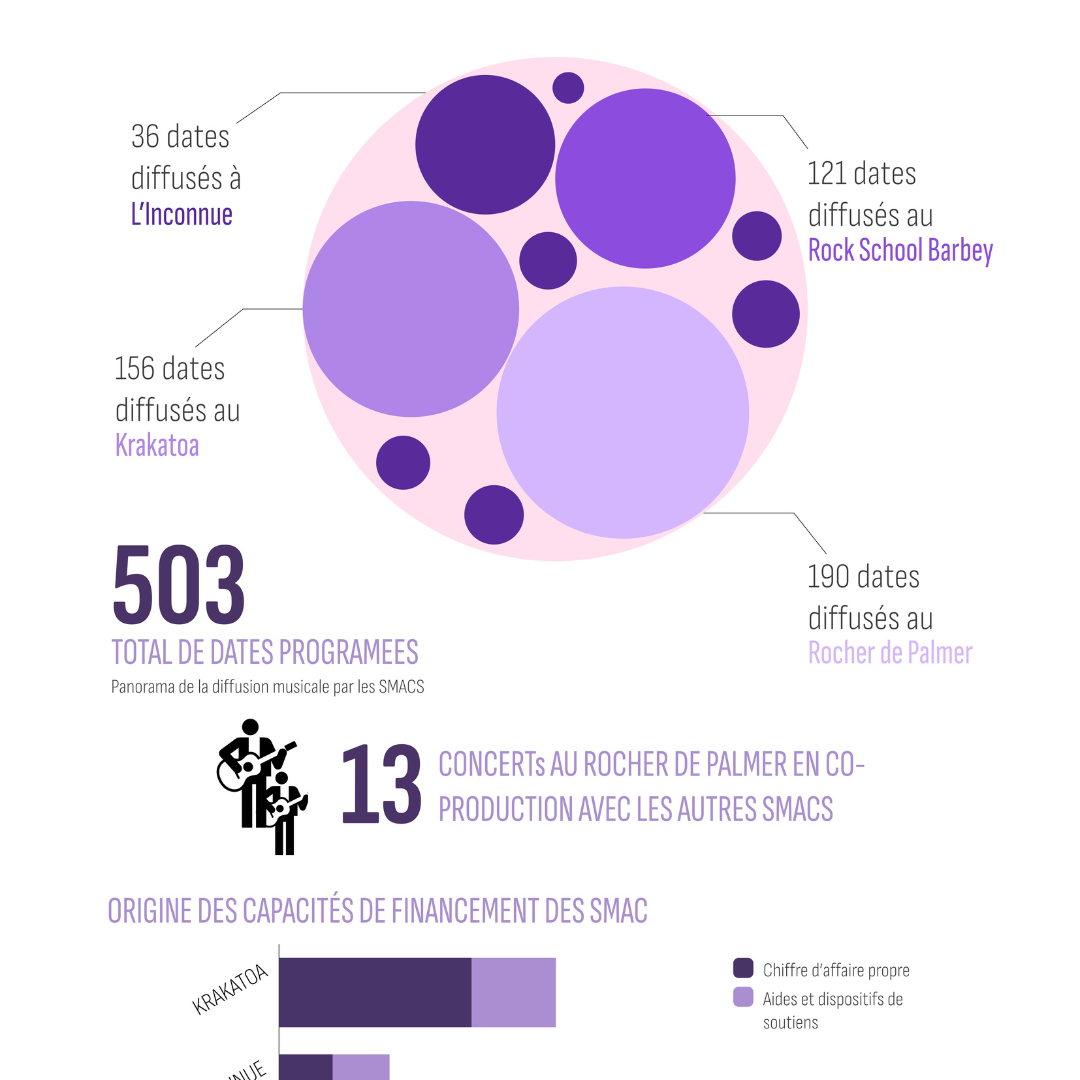 36 dates
diffusés à
L'Inconnue
121 dates
diffusés au
Rock School Barbey
156 dates
diffusés au
Krakatoa
190 dates
diffusés au
Rocher de Palmer
503
TOTAL DE DATES PROGRAMEES
Panorama de la diffusion musicale par les SMACS
13
CONCERTs AU ROCHER DE PALMER EN CO-
PRODUCTION AVEC LES AUTRES SMACS
ORIGINE DES CAPACITÉS DE FINANCEMENT DES SMAC
KRAKATOA
Chiffre d'affaire propre
Aides et dispositifs de
soutiens